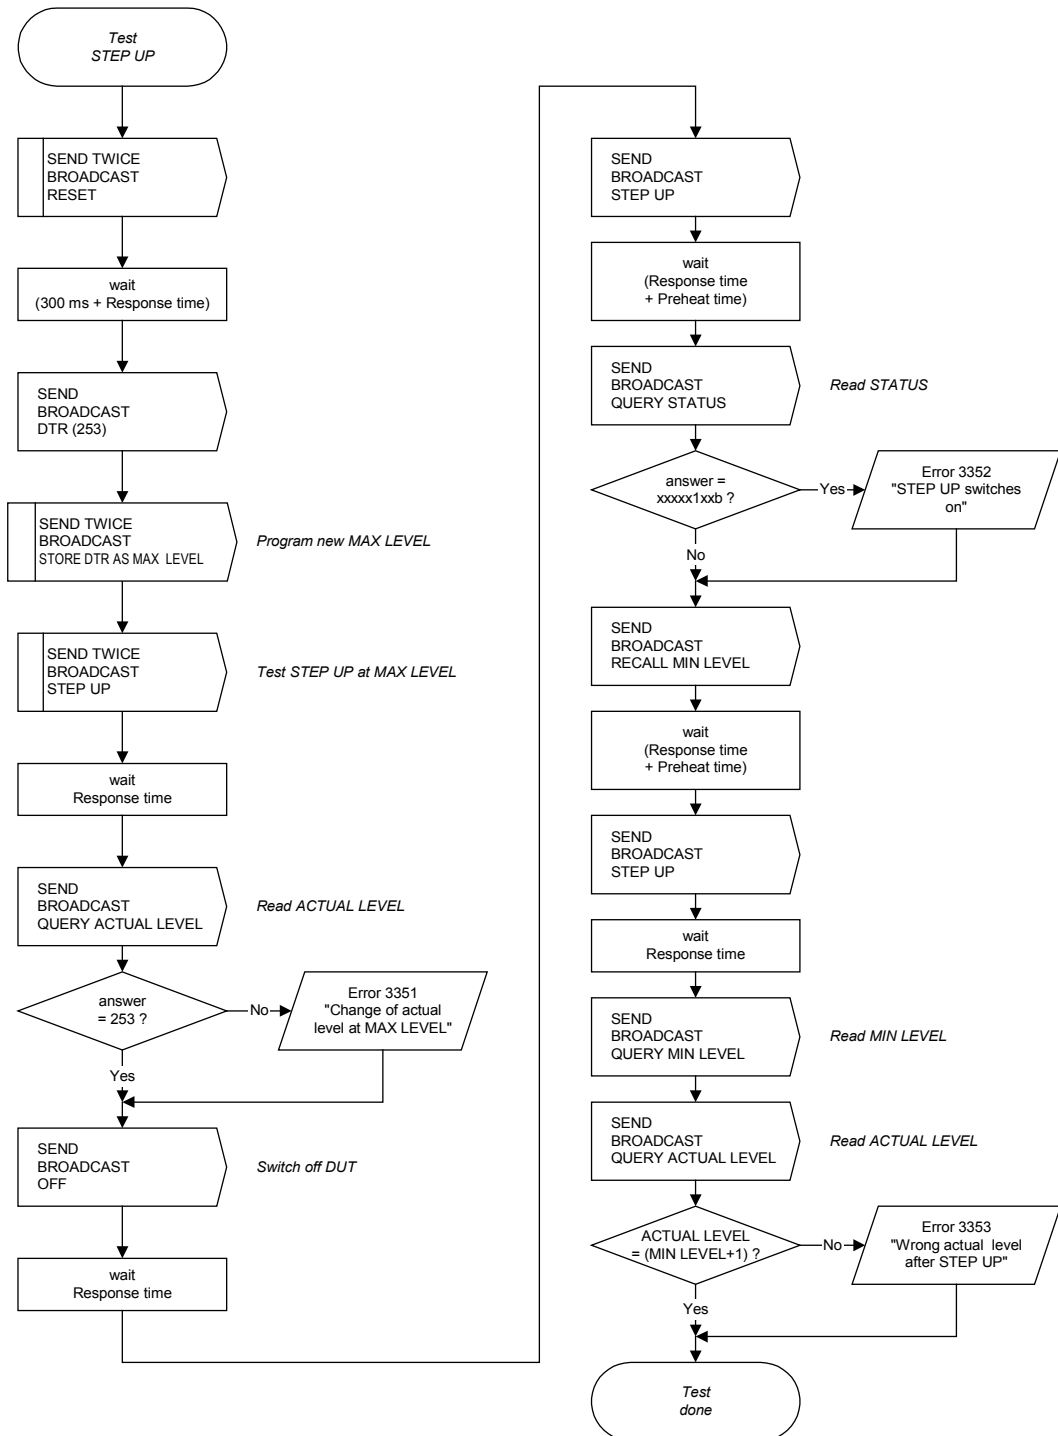 Test
STEP UP
SEND TWICE
BROADCAST
RESET
wait
(300 ms + Response time)
SEND
BROADCAST
DTR (253)
SEND TWICE
BROADCAST
STORE DTR AS MAX LEVEL
Program new MAX LEVEL
SEND TWICE
BROADCAST
STEP UP
Test STEP UP at MAX LEVEL
wait
Response time
SEND
BROADCAST
QUERY ACTUAL LEVEL
Read ACTUAL LEVEL
answer
= 253 ?
No
Error 3351
"Change of actual
level at MAX LEVEL"
Yes
SEND
BROADCAST
OFF
Switch off DUT
wait
Response time
SEND
BROADCAST
STEP UP
wait
(Response time
+ Preheat time)
SEND
BROADCAST
QUERY STATUS
Read STATUS
answer =
xxxxx1xxb ?
Yes
Error 3352
"STEP UP switches
on"
No
SEND
BROADCAST
RECALL MIN LEVEL
wait
(Response time
+ Preheat time)
SEND
BROADCAST
STEP UP
wait
Response time
SEND
BROADCAST
QUERY MIN LEVEL
Read MIN LEVEL
SEND
BROADCAST
QUERY ACTUAL LEVEL
Read ACTUAL LEVEL
ACTUAL LEVEL
= (MIN LEVEL+1) ?
No
Error 3353
"Wrong actual level
after STEP UP"
Yes
Test
done